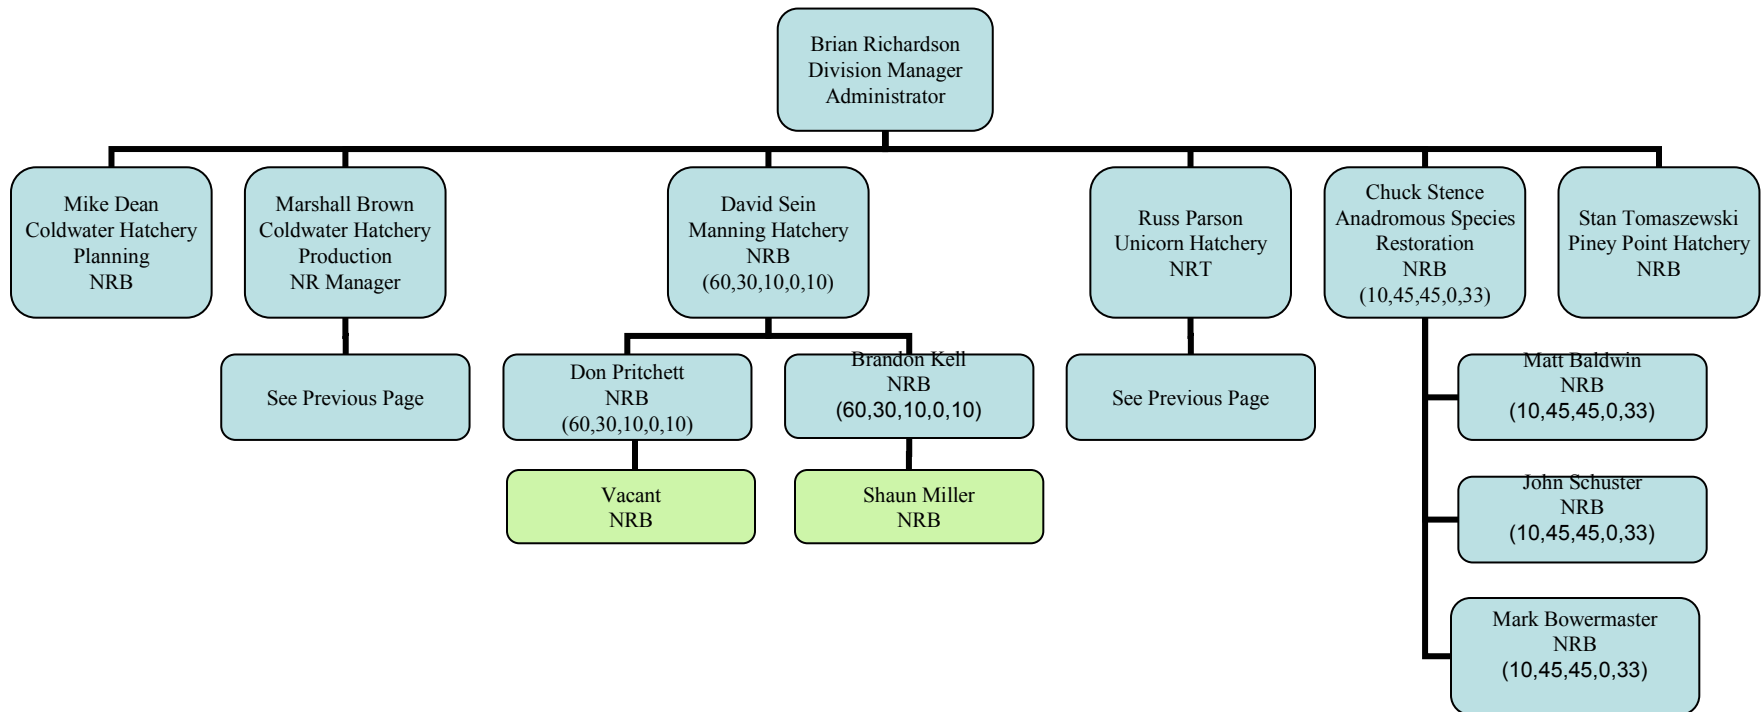 Brian Richardson
Division Manager
Administrator
Mike Dean
Coldwater Hatchery
Planning
NRB
Marshall Brown
Coldwater Hatchery
Production
NR Manager
David Sein
Manning Hatchery
NRB
(60,30,10,0,10)
Russ Parson
Unicorn Hatchery
NRT
Chuck Stence
Anadromous Species
Restoration
NRB
(10,45,45,0,33)
Stan Tomaszewski
Piney Point Hatchery
NRB
See Previous Page
Don Pritchett
NRB
(60,30,10,0,10)
Brandon Kell
NRB
(60,30,10,0,10)
See Previous Page
Matt Baldwin
NRB
(10,45,45,0,33)
Vacant
NRB
Shaun Miller
NRB
John Schuster
NRB
(10,45,45,0,33)
Mark Bowermaster
NRB
(10,45,45,0,33)